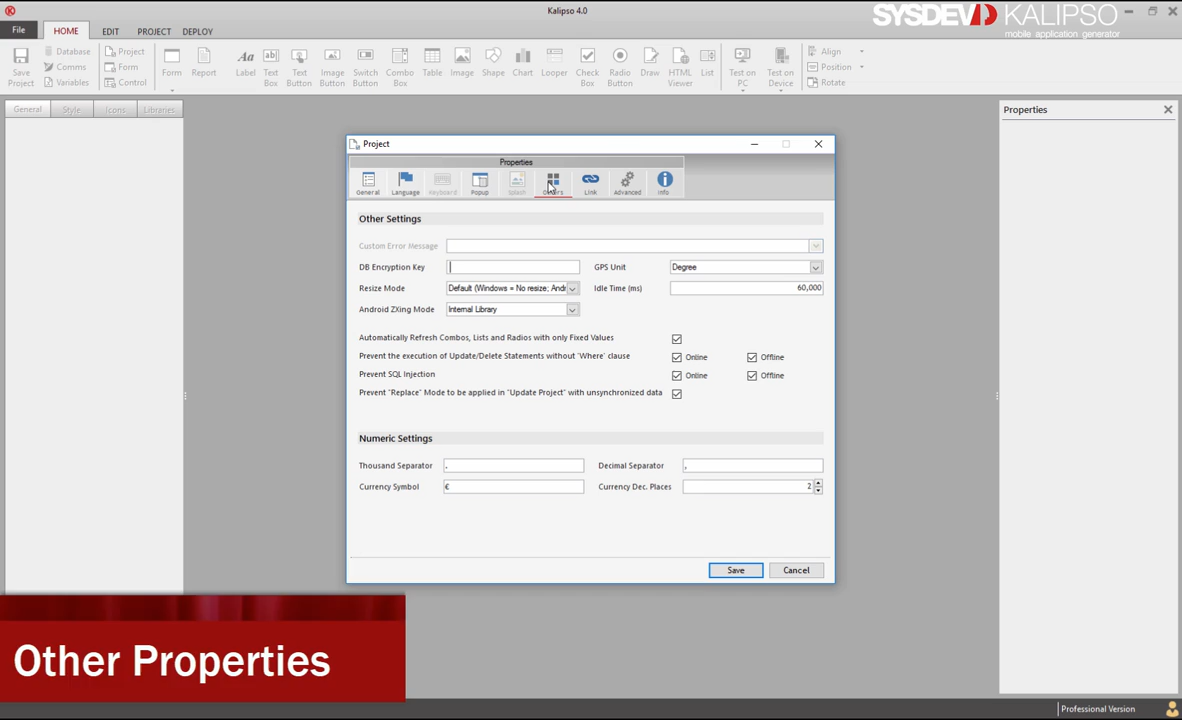 Kalipso 4.0
SYSDEV KALIPSO
mobile application generator
File HOME EDIT PROJECT DEPLOY
Save Project
Database
Comms
Variables
Project
Form
Control
Form Report Label Text Box Text Button Image Button Switch Button Combo Box Table Image Shape Chart Looper Check Box Radio Button Draw HTML Viewer List Test on PC Test on Device
Align
Position
Rotate
General Style Icons Libraries
Properties
Project
Properties
General Language Keyboard Popup Splash Others Link Advanced Info
Other Settings
Custom Error Message
DB Encryption Key GPS Unit Degree
Resize Mode Default (Windows = No resize; Andr Idle Time (ms) 60,000
Android ZXing Mode Internal Library
Automatically Refresh Combos, Lists and Radios with only Fixed Values
Prevent the execution of Update/Delete Statements without 'Where' clause Online Offline
Prevent SQL Injection Online Offline
Prevent "Replace" Mode to be applied in "Update Project" with unsynchronized data
Numeric Settings
Thousand Separator . Decimal Separator ,
Currency Symbol € Currency Dec. Places 2
Save Cancel
Other Properties
Professional Version